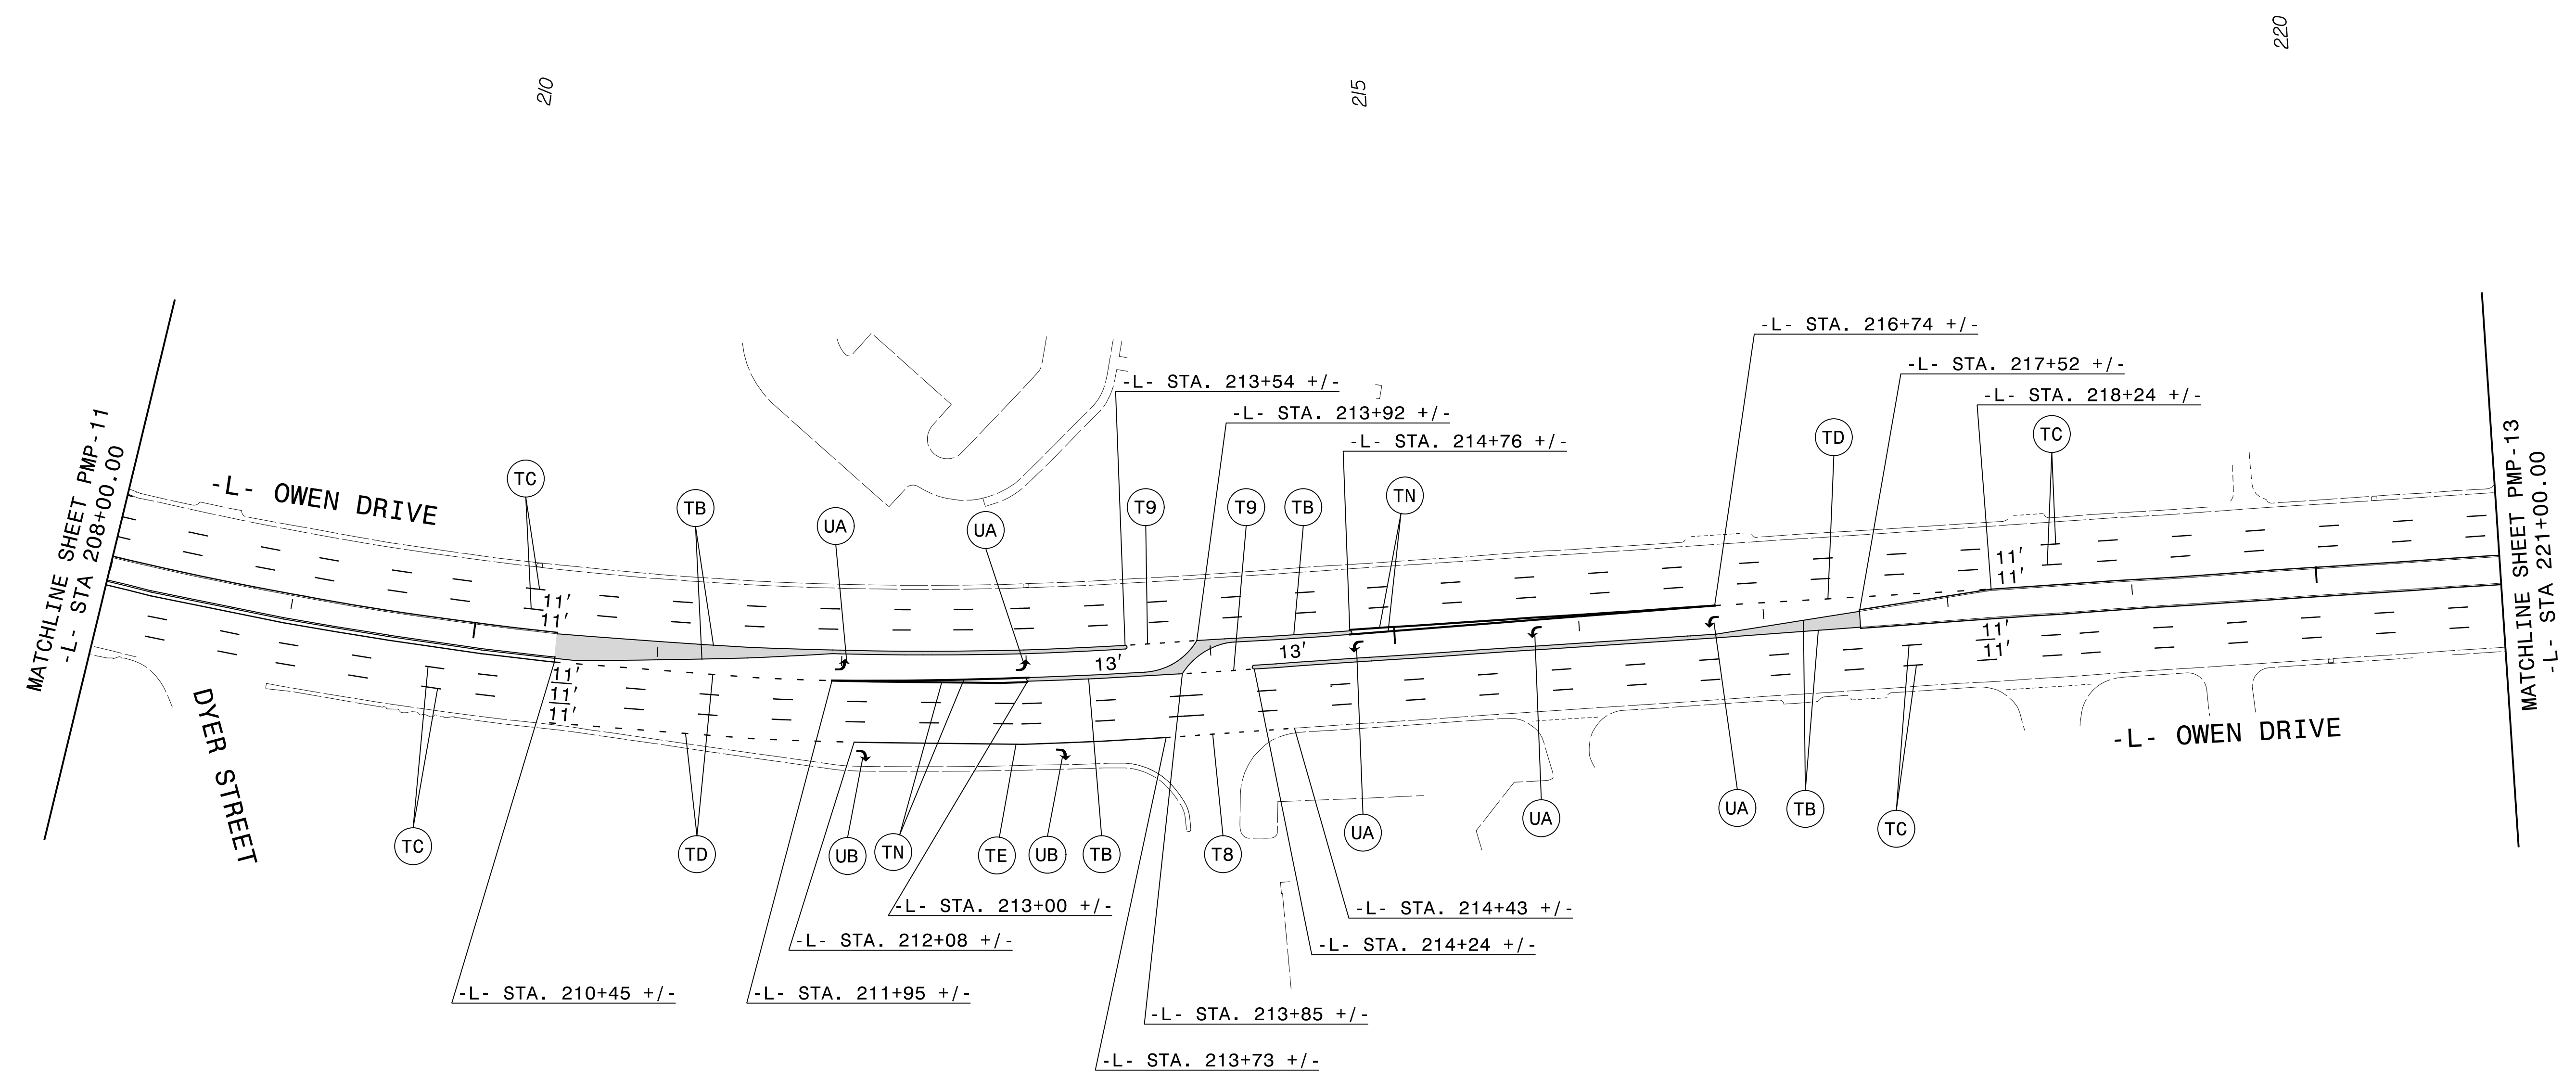 210
215
220
-L- STA. 216+74 +/-
-L- STA. 217+52 +/-
-L- STA. 213+54 +/-
-L- STA. 218+24 +/-
-L- STA. 213+92 +/-
-L- STA. 214+76 +/-
MATCHLINE SHEET PMP-11
-L- STA 208+00.00
MATCHLINE SHEET PMP-13
-L- STA 221+00.00
-L- OWEN DRIVE
TC
TB
UA
UA
T9
T9
TB
TN
TD
TC
11'
11'
11'
11'
13'
13'
11'
11'
11'
11'
11'
DYER STREET
-L- OWEN DRIVE
TC
TD
UB
TN
TE
UB
TB
T8
UA
UA
UA
TB
TC
-L- STA. 213+00 +/-
-L- STA. 214+43 +/-
-L- STA. 212+08 +/-
-L- STA. 214+24 +/-
-L- STA. 210+45 +/-
-L- STA. 211+95 +/-
-L- STA. 213+85 +/-
-L- STA. 213+73 +/-